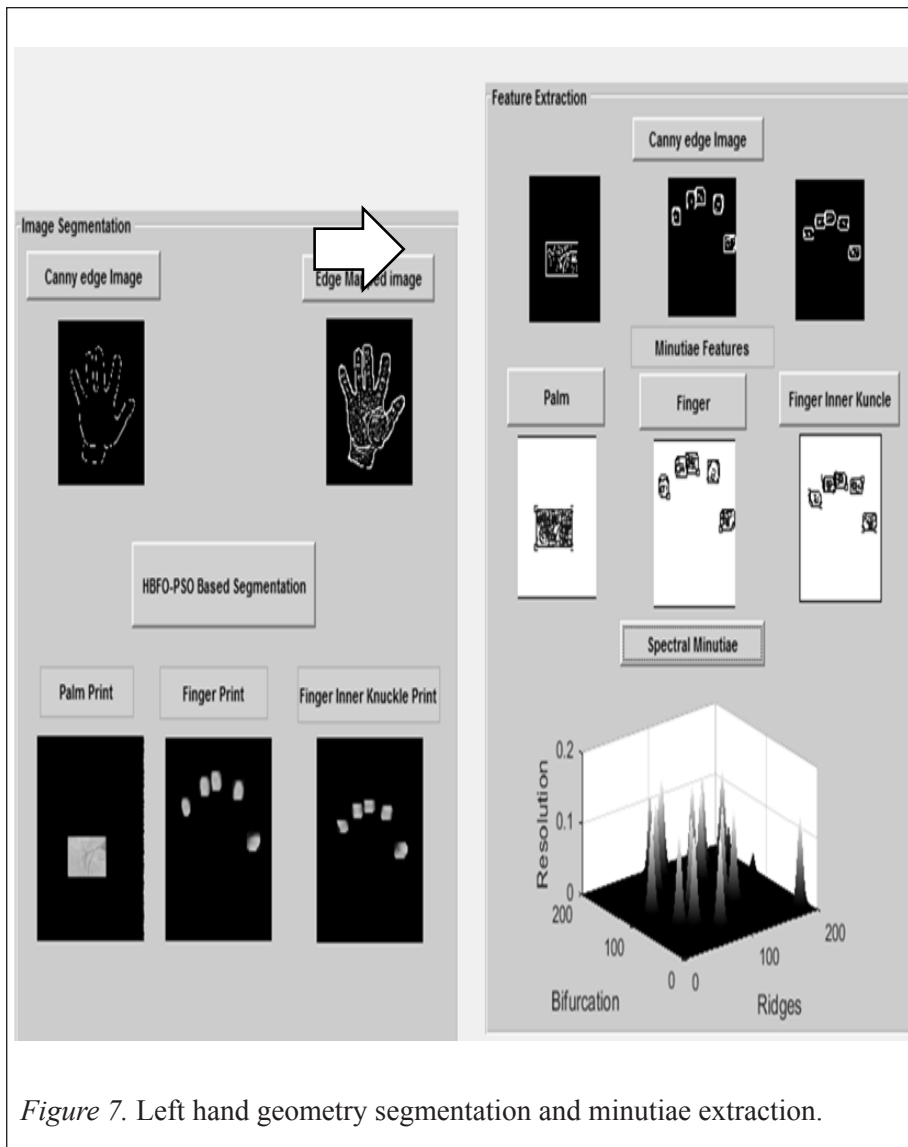 Image Segmentation
Canny edge Image
Edge Mapped image
HBFO-PSO Based Segmentation
Palm Print
Finger Print
Finger Inner Knuckle Print
Feature Extraction
Canny edge Image
Minutiae Features
Palm
Finger
Finger Inner Kuncle
Spectral Minutiae
Resolution
0.2
0.1
0
200
100
0
Bifurcation
0
100
200
Ridges
Figure 7. Left hand geometry segmentation and minutiae extraction.